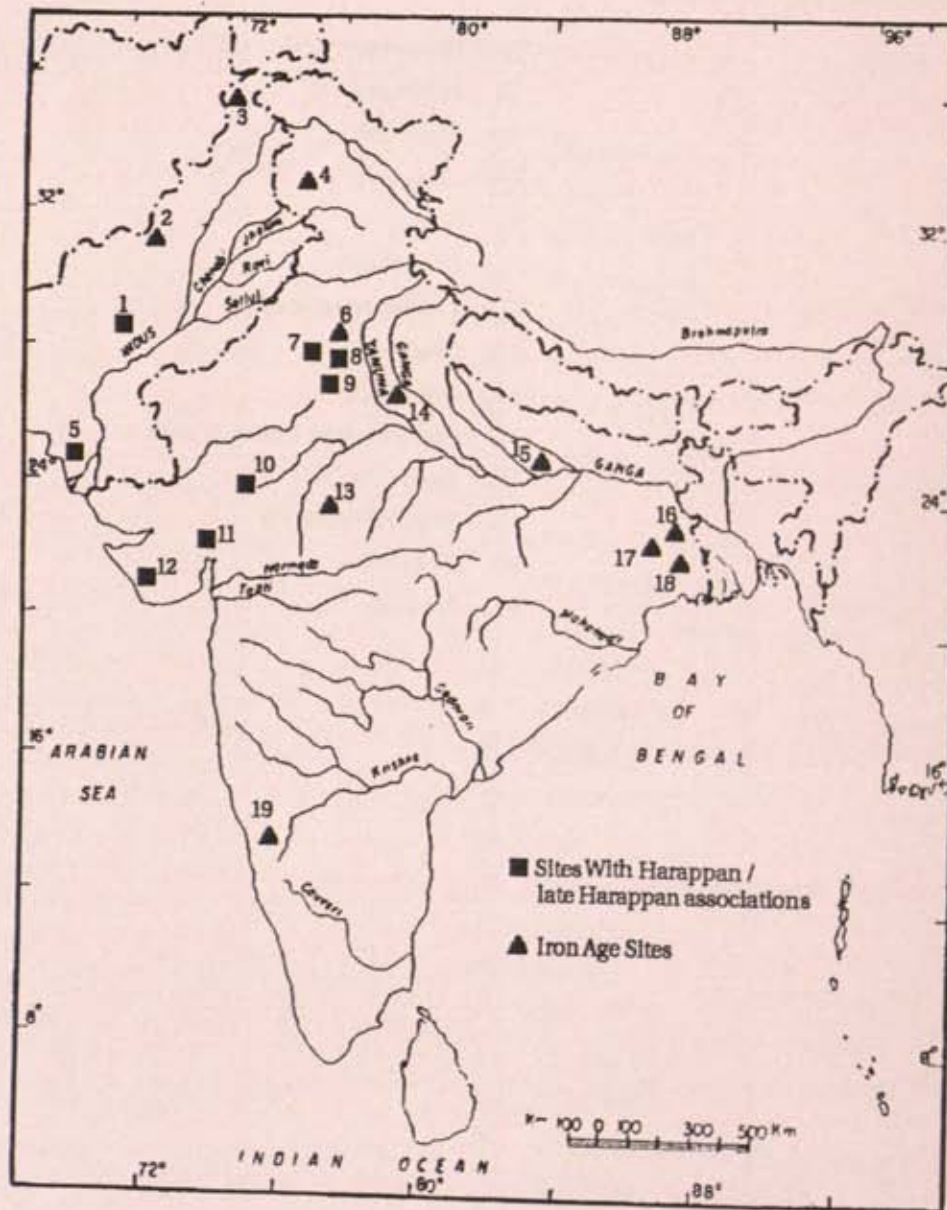 72°
80°
88°
96°
3
4
32°
2
32°
Jhelum
Chenab
Ravi
Satluj
1
INDUS
6
7
8
9
YAMUNA
GANGA
14
Brahmaputra
5
24°
10
13
15
GANGA
24°
11
12
16
17
18
Narmada
Tapti
Mahanadi
Godavari
BAY
OF
BENGAL
ARABIAN
SEA
16°
16°
Krishna
19
Cauveri
■ Sites With Harappan /
late Harappan associations
▲ Iron Age Sites
8°
8°
Km 100 0 100 300 500 Km
INDIAN OCEAN
72°
80°
88°